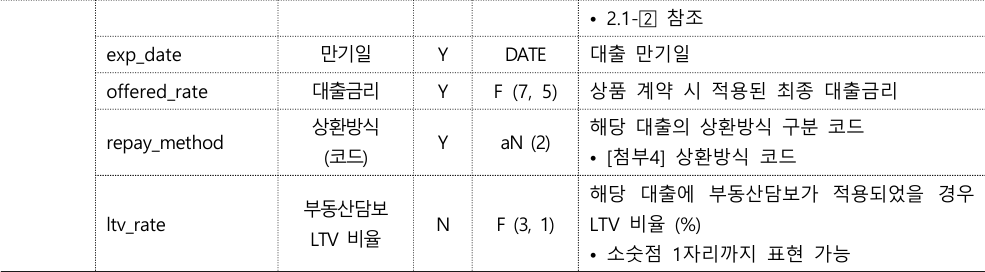 • 2.1-2 참조
exp_date 만기일 Y DATE 대출 만기일
offered_rate 대출금리 Y F (7, 5) 상품 계약 시 적용된 최종 대출금리
repay_method 상환방식 (코드) Y aN (2) 해당 대출의 상환방식 구분 코드
• [첨부4] 상환방식 코드
ltv_rate 부동산담보 LTV 비율 N F (3, 1) 해당 대출에 부동산담보가 적용되었을 경우
LTV 비율 (%)
• 소숫점 1자리까지 표현 가능